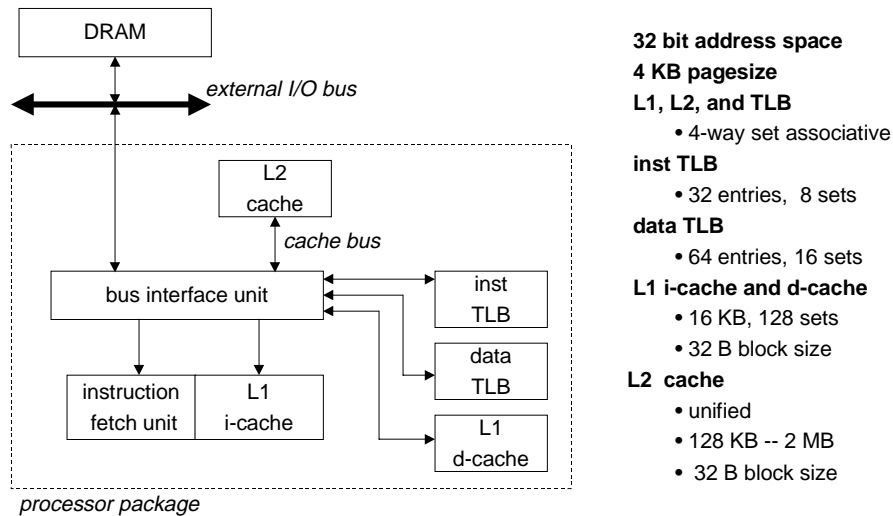 DRAM
external I/O bus
L2
cache
cache bus
bus interface unit
inst
TLB
data
TLB
instruction
fetch unit
L1
i-cache
L1
d-cache
processor package
32 bit address space
4 KB pagesize
L1, L2, and TLB
• 4-way set associative
inst TLB
• 32 entries, 8 sets
data TLB
• 64 entries, 16 sets
L1 i-cache and d-cache
• 16 KB, 128 sets
• 32 B block size
L2 cache
• unified
• 128 KB -- 2 MB
• 32 B block size